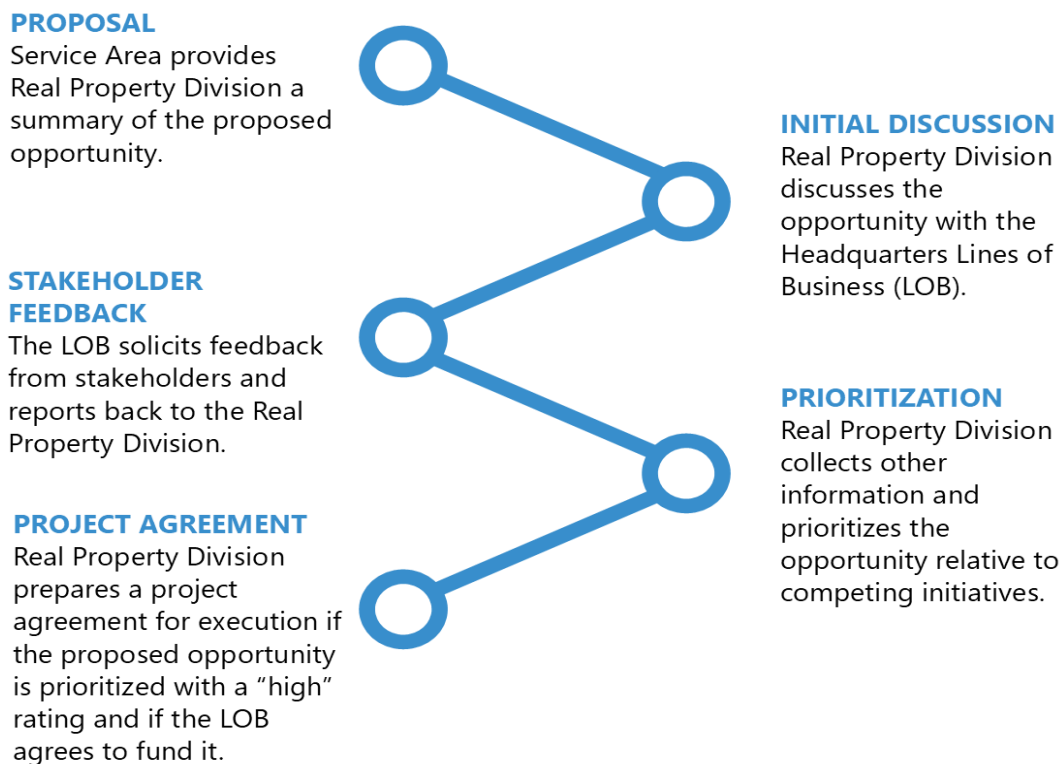 PROPOSAL
Service Area provides
Real Property Division a
summary of the proposed
opportunity.
INITIAL DISCUSSION
Real Property Division
discusses the
opportunity with the
Headquarters Lines of
Business (LOB).
STAKEHOLDER
FEEDBACK
The LOB solicits feedback
from stakeholders and
reports back to the Real
Property Division.
PRIORITIZATION
Real Property Division
collects other
information and
prioritizes the
opportunity relative to
competing initiatives.
PROJECT AGREEMENT
Real Property Division
prepares a project
agreement for execution if
the proposed opportunity
is prioritized with a “high”
rating and if the LOB
agrees to fund it.